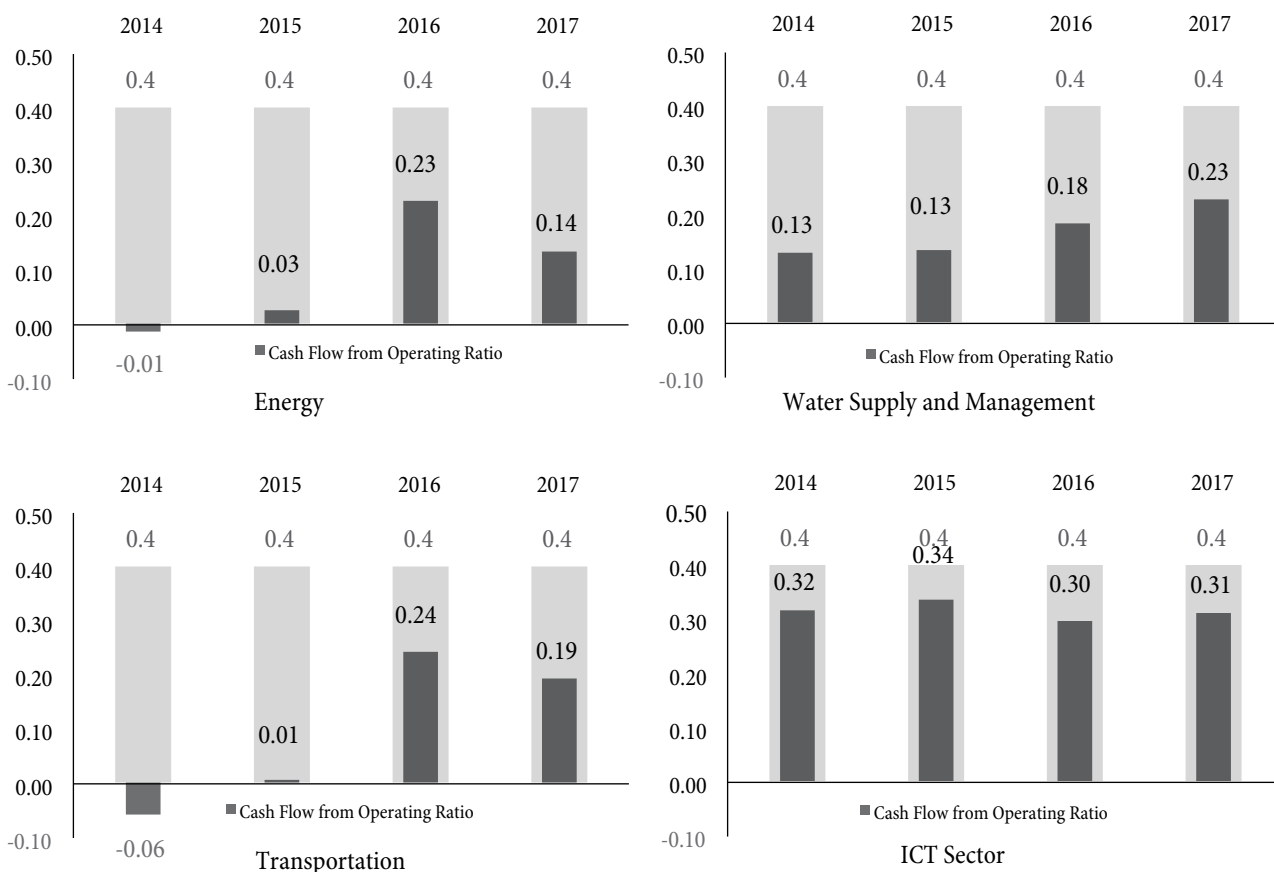 2014 2015 2016 2017
0.50
0.4 0.4 0.4 0.4
0.40
0.30
0.23
0.20
0.14
0.10
0.03
0.00
-0.01
Cash Flow from Operating Ratio
-0.10
Energy
2014 2015 2016 2017
0.50
0.4 0.4 0.4 0.4
0.40
0.30
0.23
0.18
0.20
0.13 0.13
0.10
0.00
Cash Flow from Operating Ratio
-0.10
Water Supply and Management
2014 2015 2016 2017
0.50
0.4 0.4 0.4 0.4
0.40
0.30
0.24
0.19
0.20
0.10
0.01
0.00
Cash Flow from Operating Ratio
-0.10
-0.06
Transportation
2014 2015 2016 2017
0.50
0.4 0.4 0.4 0.4
0.34
0.40
0.32 0.30 0.31
0.30
0.20
0.10
0.00
Cash Flow from Operating Ratio
-0.10
ICT Sector